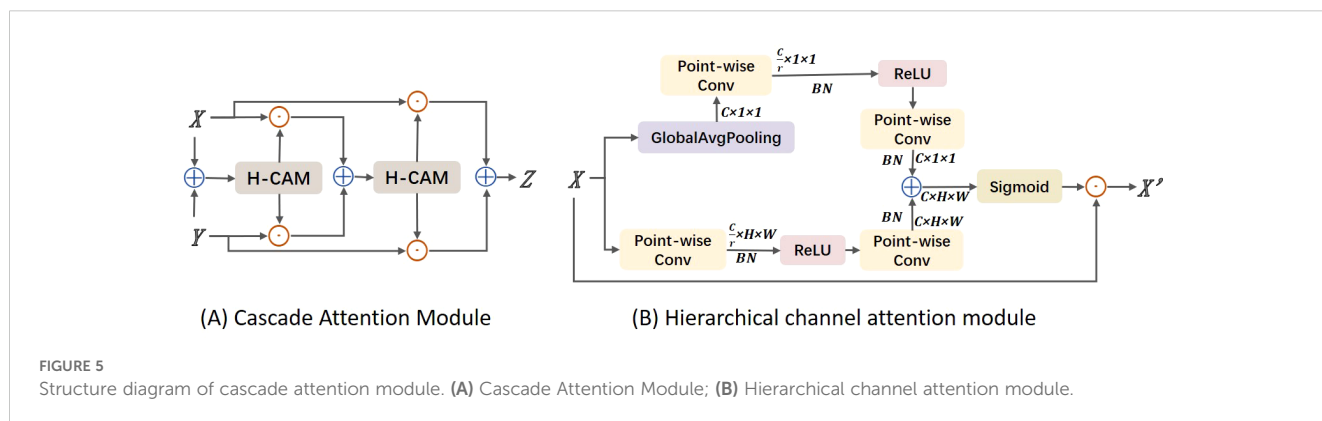 X
Y
H-CAM
H-CAM
Z
(A) Cascade Attention Module
X
GlobalAvgPooling
C×1×1
Point-wise
Conv
C/r×1×1
BN
ReLU
Point-wise
Conv
BN C×1×1
C×H×W
Sigmoid
X'
Point-wise
Conv
C/r×H×W
BN
ReLU
Point-wise
Conv
BN C×H×W
(B) Hierarchical channel attention module
FIGURE 5
Structure diagram of cascade attention module. (A) Cascade Attention Module; (B) Hierarchical channel attention module.